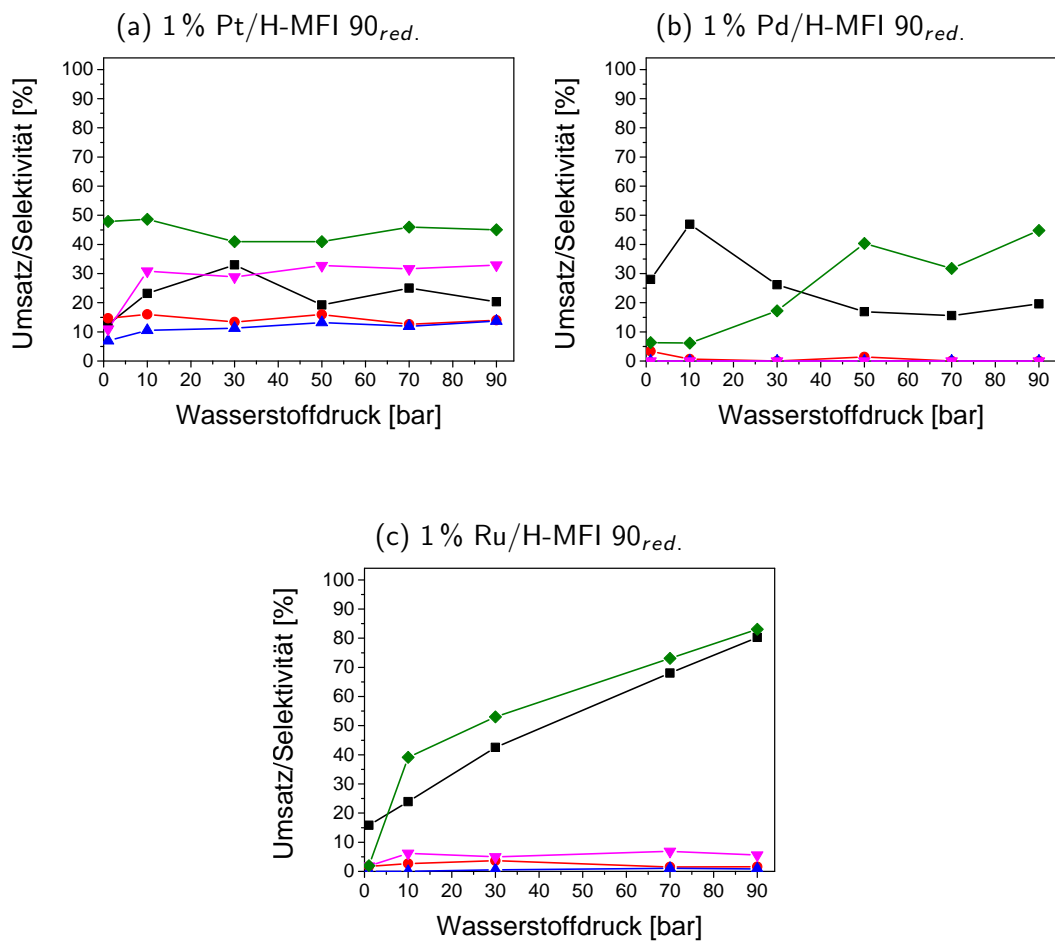 (a) 1 % Pt/H-MFI 90red.
Umsatz/Selektivität [%]
100
90
80
70
60
50
40
30
20
10
0
0 10 20 30 40 50 60 70 80 90
Wasserstoffdruck [bar]
(b) 1 % Pd/H-MFI 90red.
Umsatz/Selektivität [%]
100
90
80
70
60
50
40
30
20
10
0
0 10 20 30 40 50 60 70 80 90
Wasserstoffdruck [bar]
(c) 1 % Ru/H-MFI 90red.
Umsatz/Selektivität [%]
100
90
80
70
60
50
40
30
20
10
0
0 10 20 30 40 50 60 70 80 90
Wasserstoffdruck [bar]